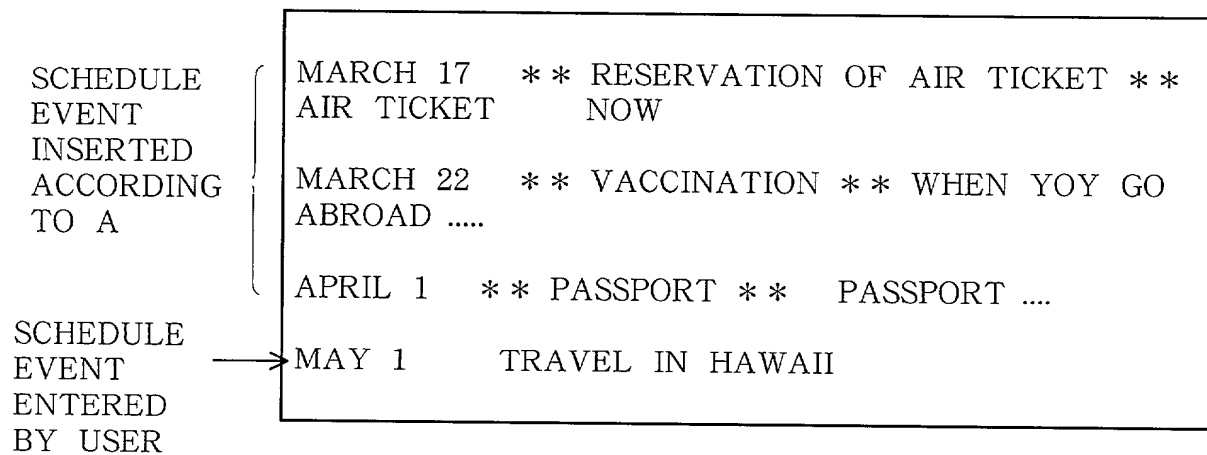 SCHEDULE
EVENT
INSERTED
ACCORDING
TO A
MARCH 17 ** RESERVATION OF AIR TICKET **
AIR TICKET NOW
MARCH 22 ** VACCINATION ** WHEN YOY GO
ABROAD .....
APRIL 1 ** PASSPORT ** PASSPORT ....
SCHEDULE
EVENT
ENTERED
BY USER
MAY 1 TRAVEL IN HAWAII